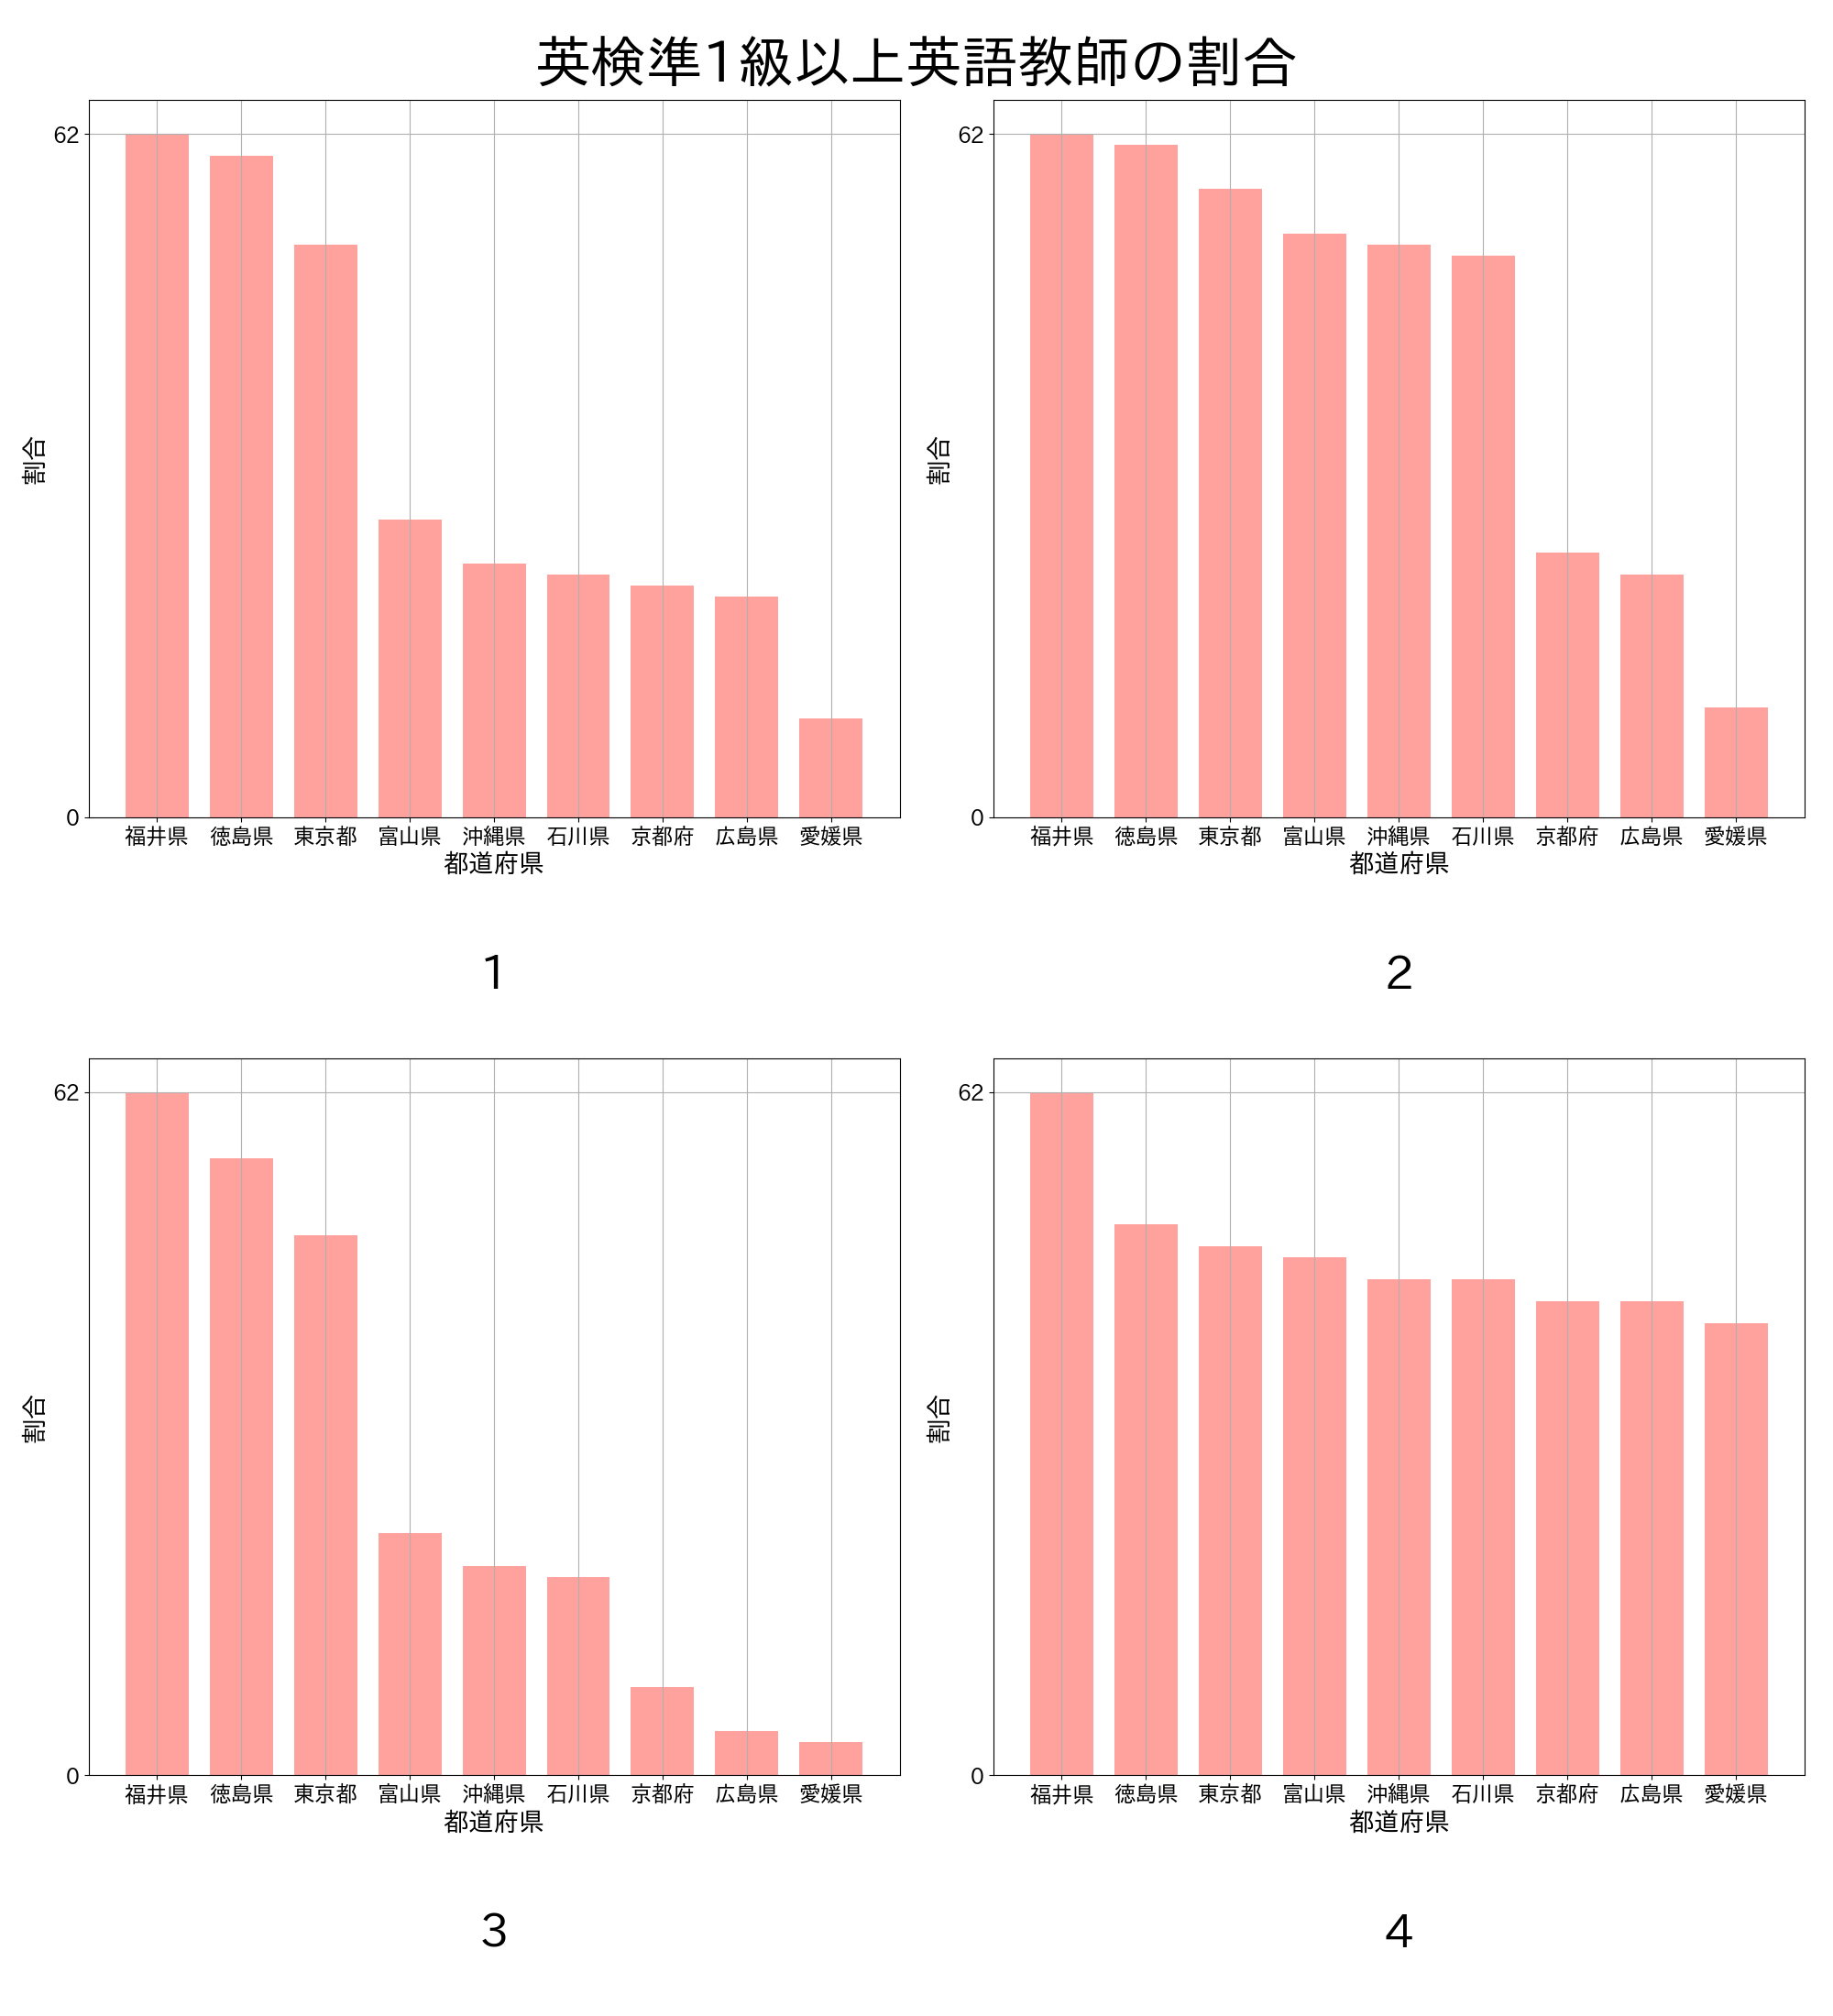 英検準1級以上英語教師の割合
62
0
割合
福井県 徳島県 東京都 富山県 沖縄県 石川県 京都府 広島県 愛媛県
都道府県
1
62
0
割合
福井県 徳島県 東京都 富山県 沖縄県 石川県 京都府 広島県 愛媛県
都道府県
2
62
0
割合
福井県 徳島県 東京都 富山県 沖縄県 石川県 京都府 広島県 愛媛県
都道府県
3
62
0
割合
福井県 徳島県 東京都 富山県 沖縄県 石川県 京都府 広島県 愛媛県
都道府県
4